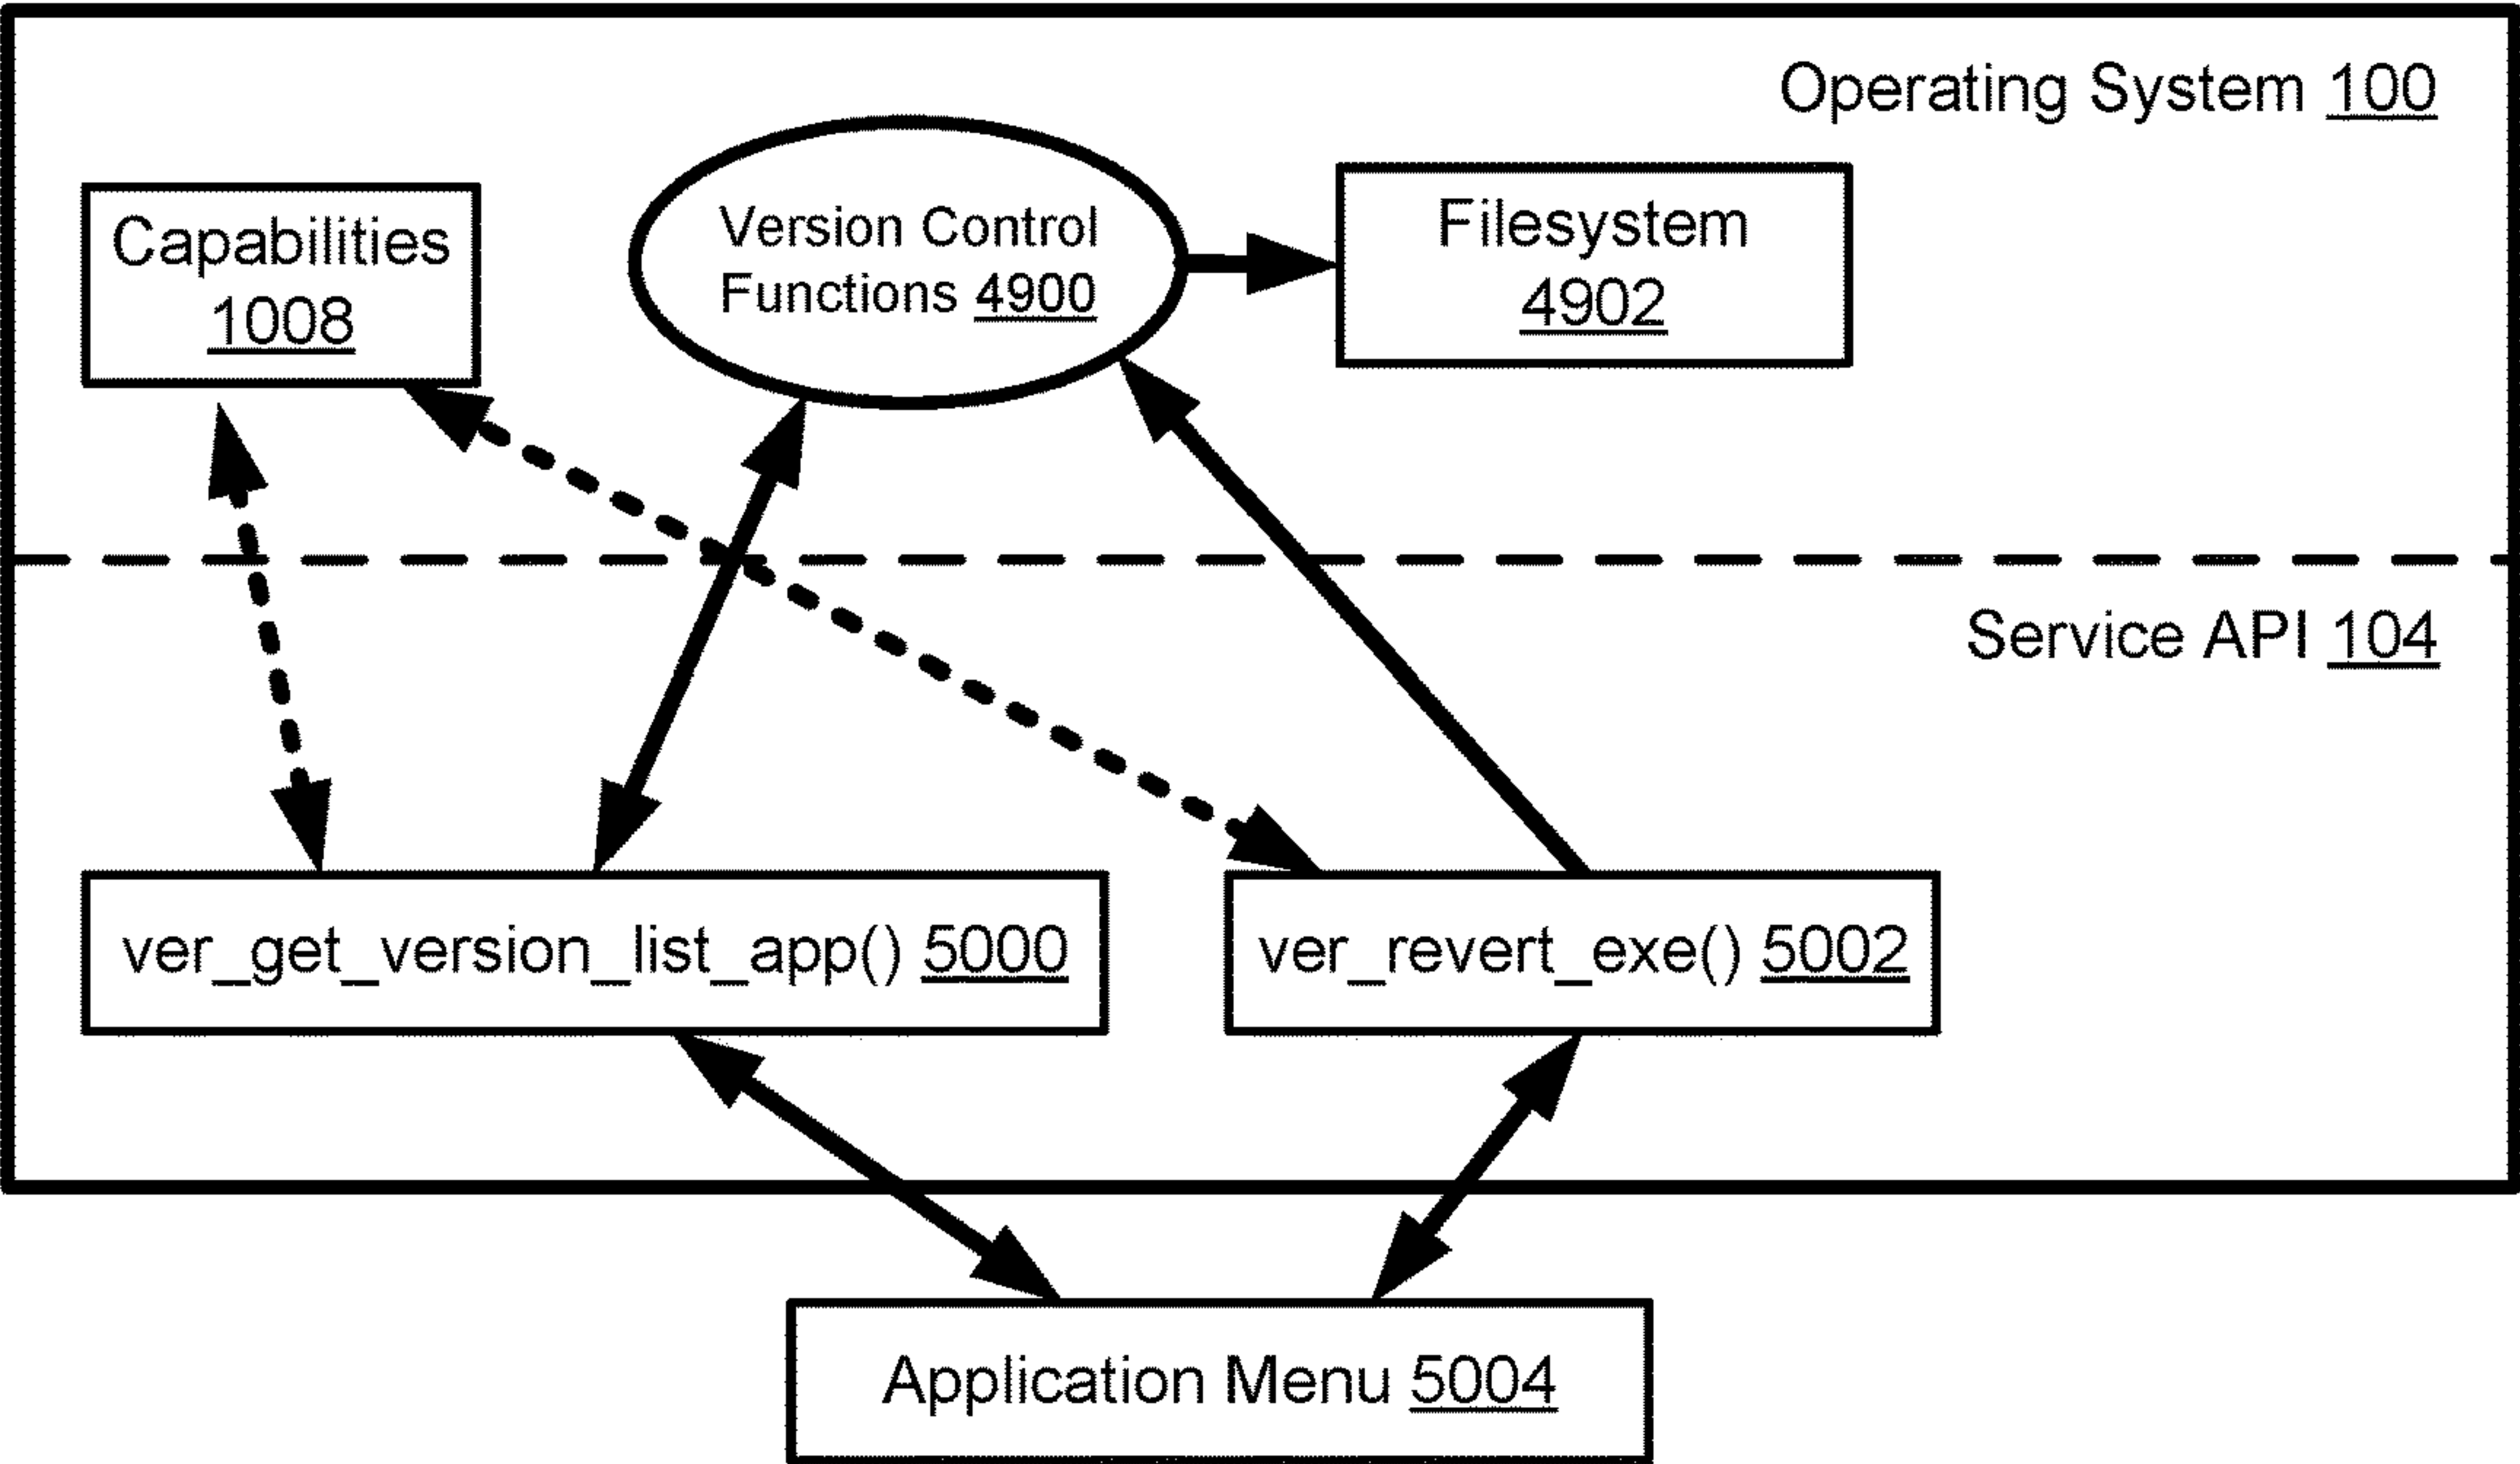 Operating System 100
Capabilities
1008
Version Control
Functions 4900
Filesystem
4902
Service API 104
ver_get_version_list_app() 5000
ver_revert_exe() 5002
Application Menu 5004